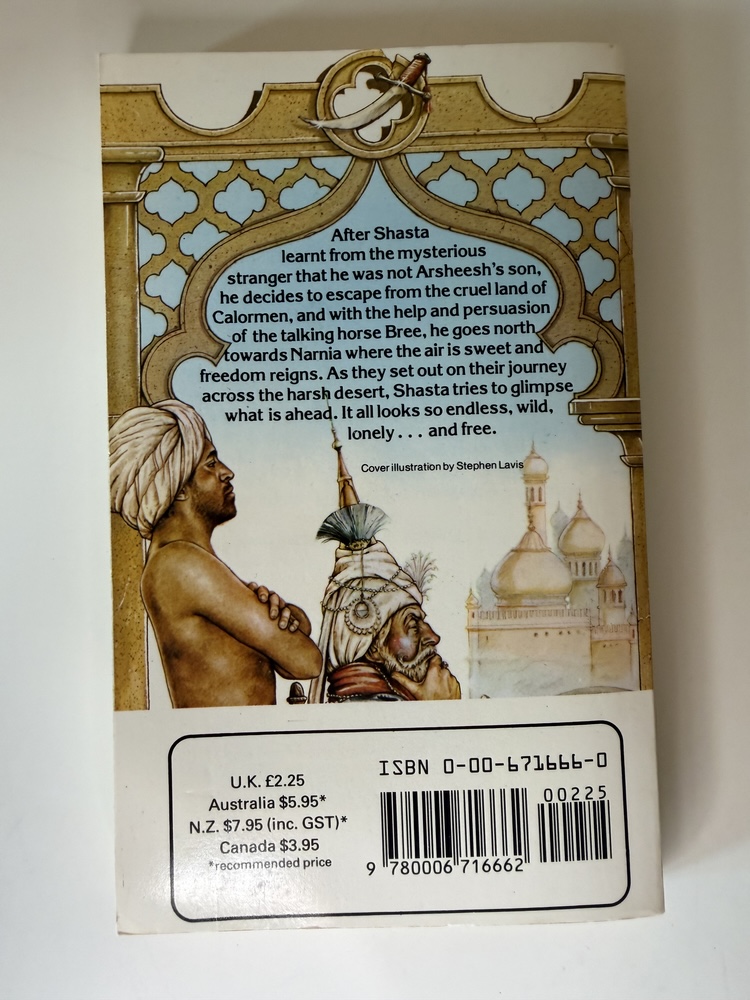 After Shasta
learnt from the mysterious
stranger that he was not Arsheesh's son,
he decides to escape from the cruel land of
Calormen, and with the help and persuasion
of the talking horse Bree, he goes north
towards Narnia where the air is sweet and
freedom reigns. As they set out on their journey
across the harsh desert, Shasta tries to glimpse
what is ahead. It all looks so endless, wild,
lonely . . . and free.
Cover illustration by Stephen Lavis
U.K. £2.25
Australia $5.95*
N.Z. $7.95 (inc. GST)*
Canada $3.95
*recommended price
ISBN 0-00-671666-0
00225
9 780006 716662